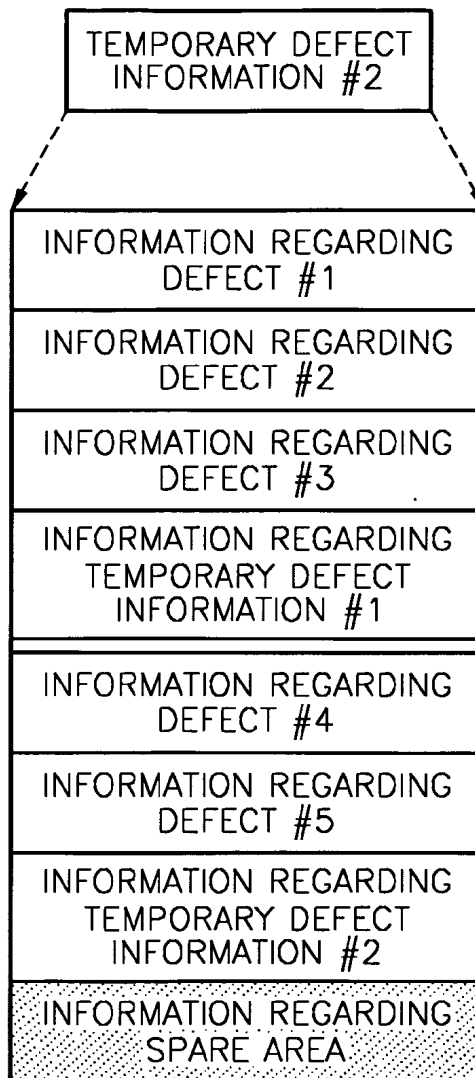 TEMPORARY DEFECT
INFORMATION #2
INFORMATION REGARDING
DEFECT #1
INFORMATION REGARDING
DEFECT #2
INFORMATION REGARDING
DEFECT #3
INFORMATION REGARDING
TEMPORARY DEFECT
INFORMATION #1
INFORMATION REGARDING
DEFECT #4
INFORMATION REGARDING
DEFECT #5
INFORMATION REGARDING
TEMPORARY DEFECT
INFORMATION #2
INFORMATION REGARDING
SPARE AREA